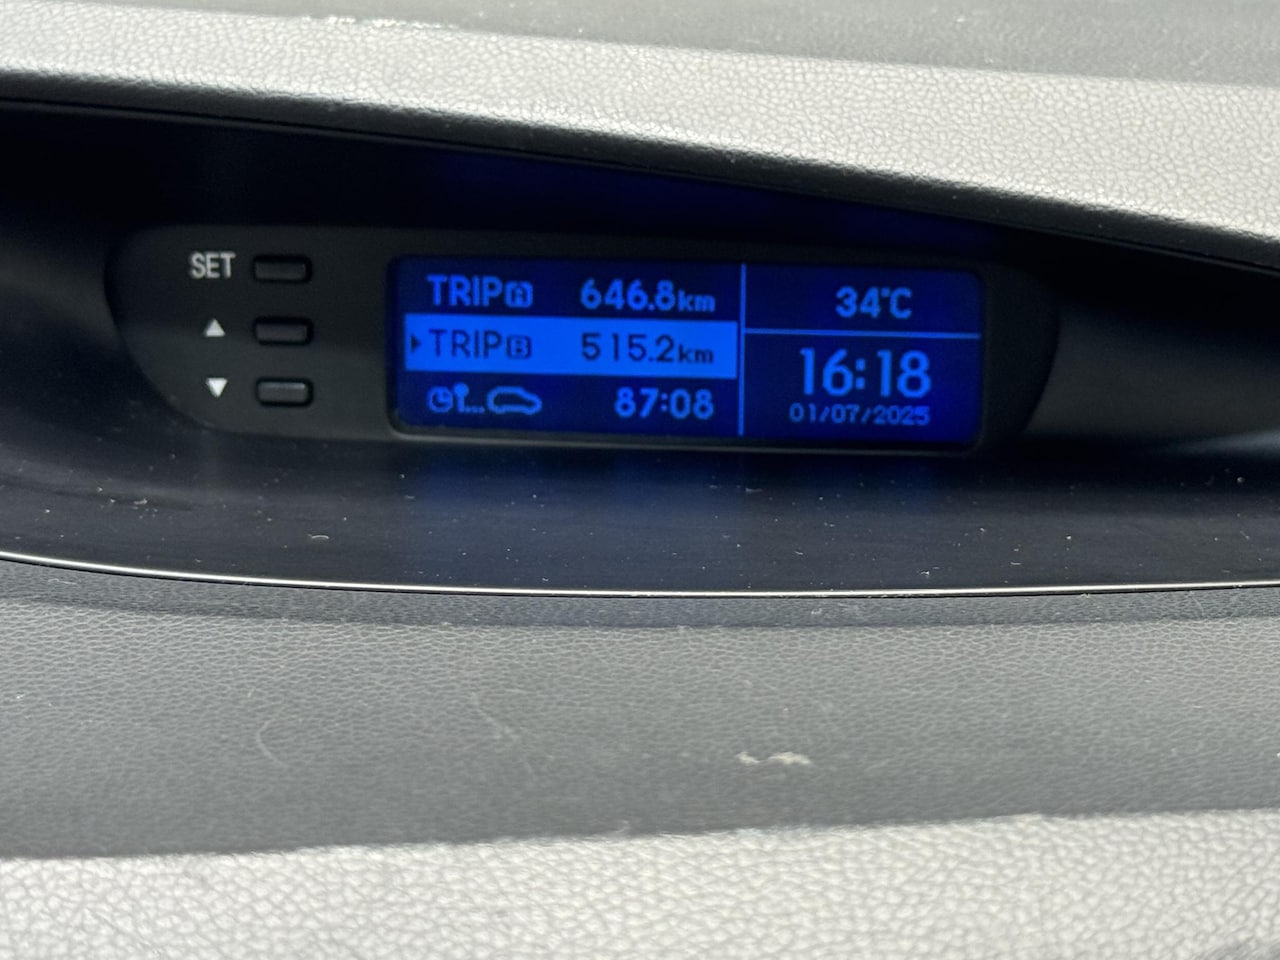 SET
TRIP A 646.8km
TRIP B 515.2km
87:08
34°C
16:18
01/07/2025